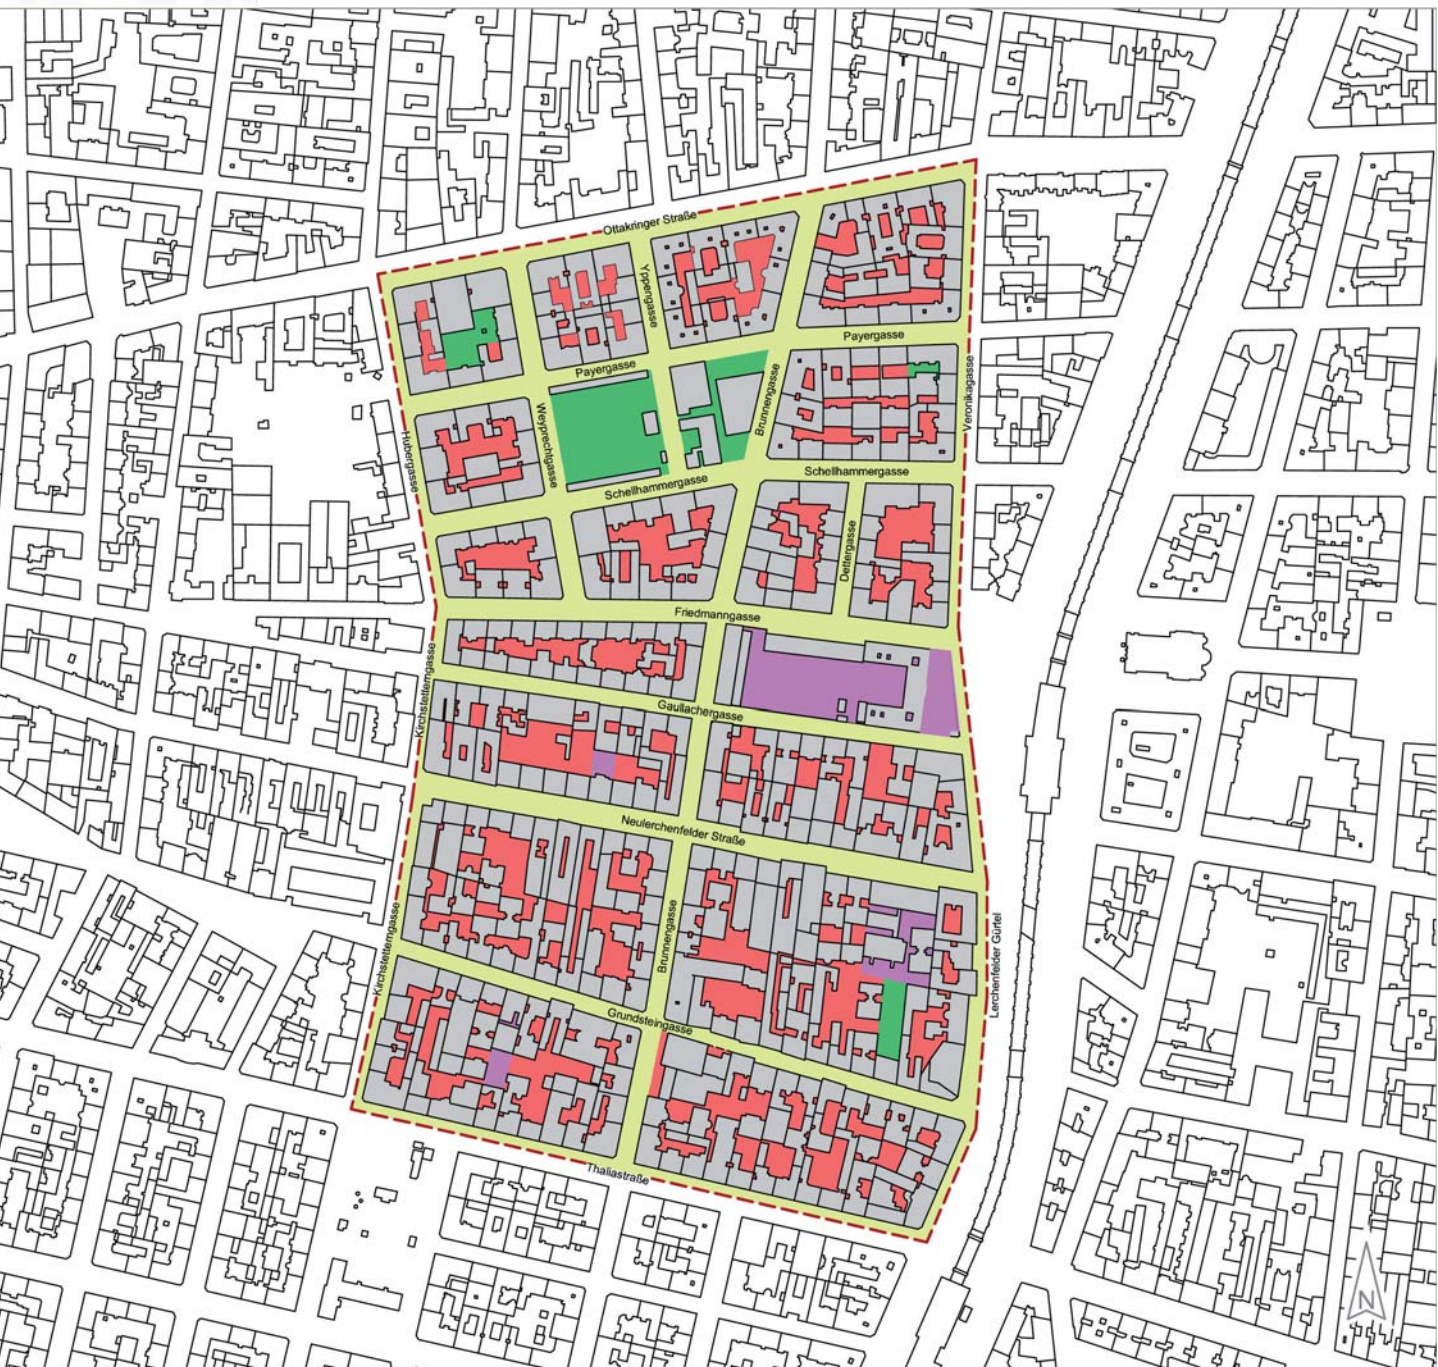 Ottakringer Straße
Yppengasse
Payergasse
Payergasse
Weyprechtgasse
Brunnengasse
Veronikagasse
Hubergasse
Schellhammergasse
Schellhammergasse
Dettergasse
Friedmanngasse
Kirchstetterngasse
Gaullachergasse
Neulerchenfelder Straße
Kirchstetterngasse
Brunnengasse
Lerchenfelder Gürtel
Grundsteingasse
Thaliastraße
N